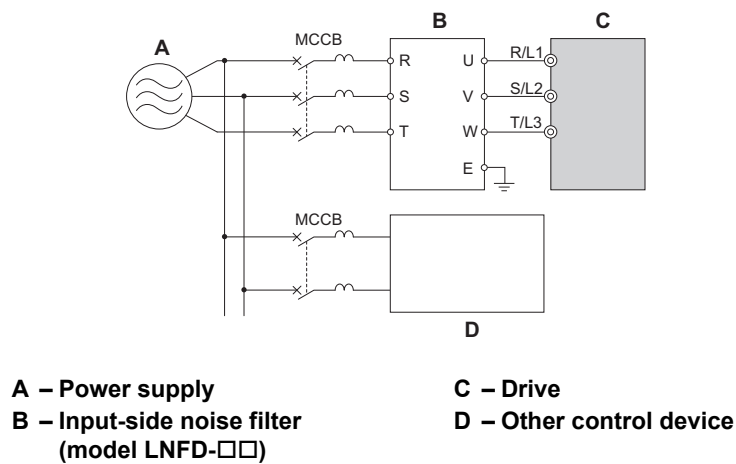 B
C
A
MCCB
R
U
R/L1
S
V
S/L2
T
W
T/L3
E
MCCB
D
A – Power supply
B – Input-side noise filter
(model LNFD-□□)
C – Drive
D – Other control device